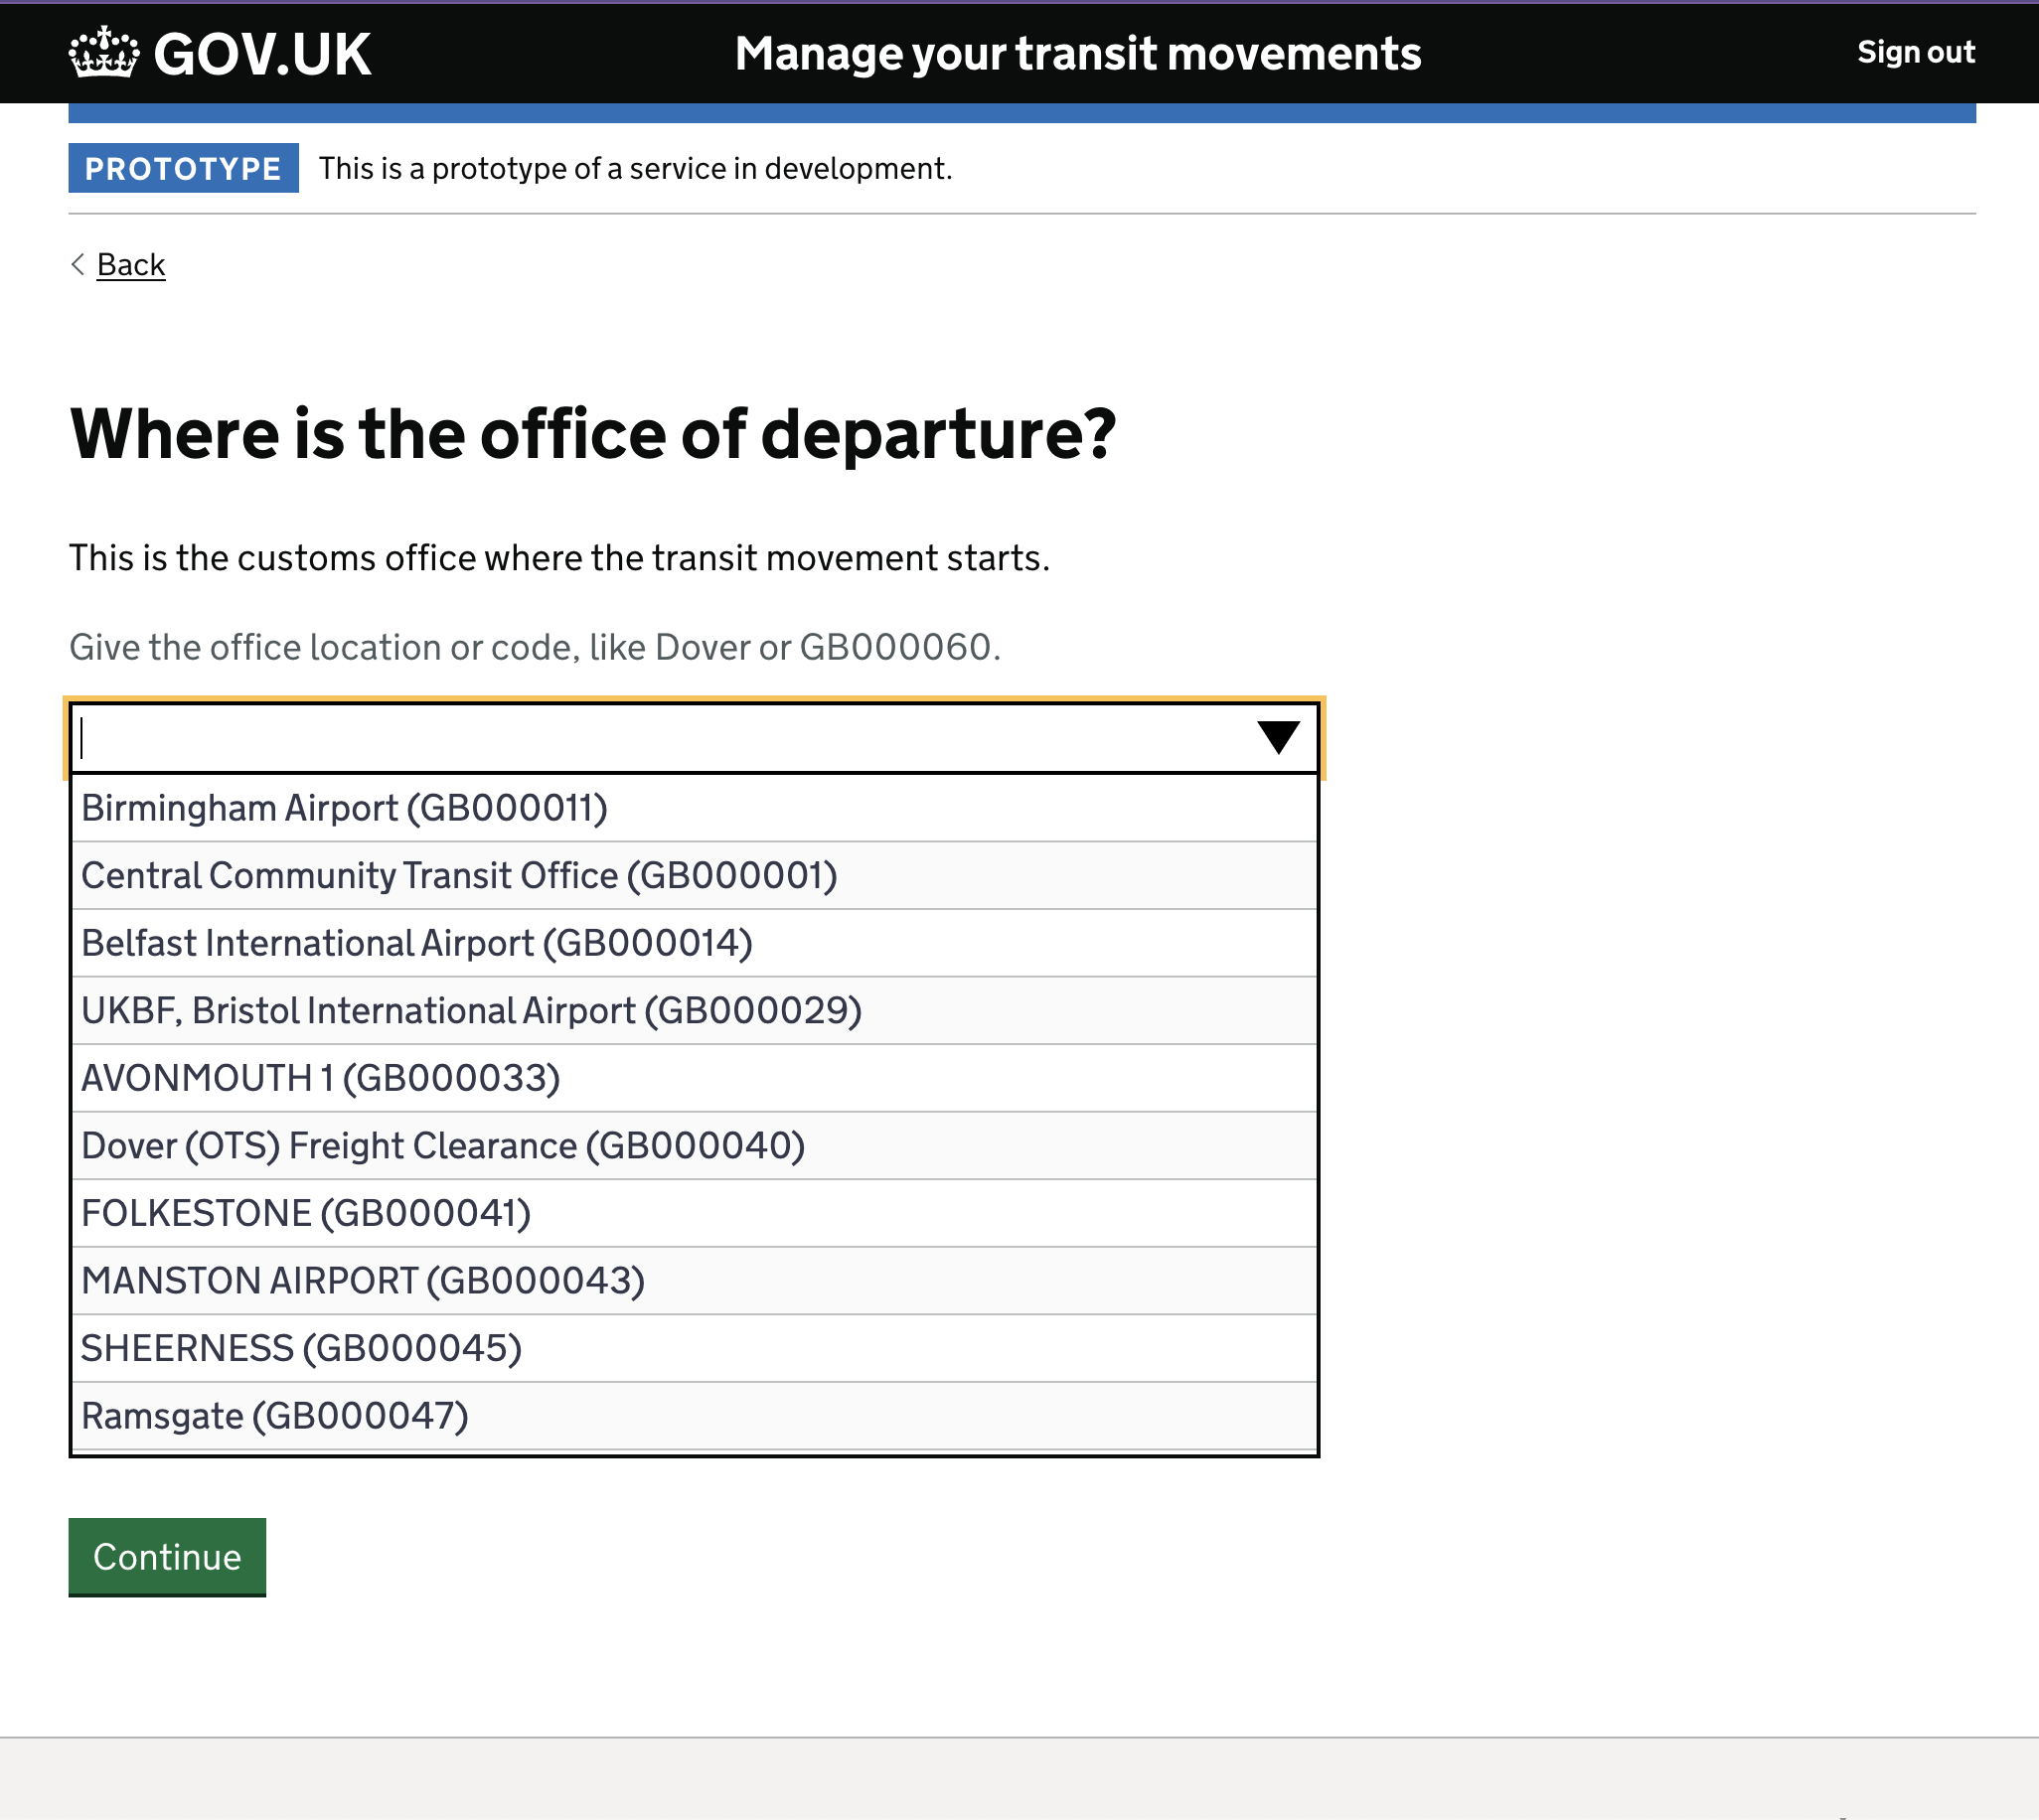 GOV.UK
Manage your transit movements
Sign out
PROTOTYPE
This is a prototype of a service in development.
Back
Where is the office of departure?
This is the customs office where the transit movement starts.
Give the office location or code, like Dover or GB000060.
Birmingham Airport (GB000011)
Central Community Transit Office (GB000001)
Belfast International Airport (GB000014)
UKBF, Bristol International Airport (GB000029)
AVONMOUTH 1 (GB000033)
Dover (OTS) Freight Clearance (GB000040)
FOLKESTONE (GB000041)
MANSTON AIRPORT (GB000043)
SHEERNESS (GB000045)
Ramsgate (GB000047)
Continue